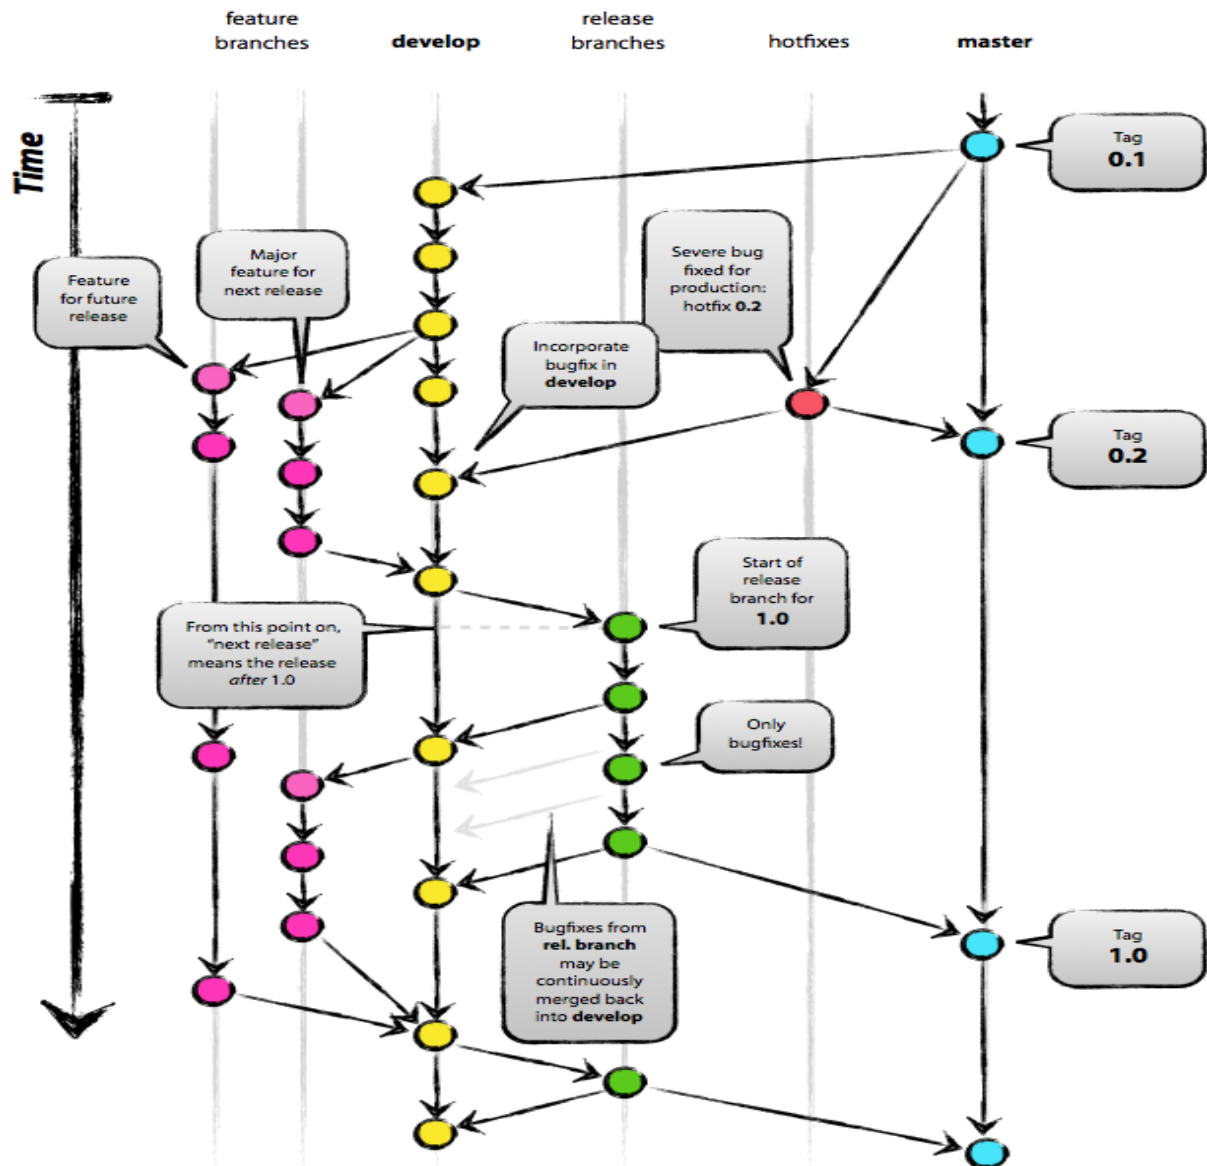 feature
branches
develop
release
branches
hotfixes
master
Time
Tag
0.1
Feature
for future
release
Major
feature for
next release
Severe bug
fixed for
production:
hotfix 0.2
Incorporate
bugfix in
develop
Tag
0.2
Start of
release
branch for
1.0
From this point on,
“next release”
means the release
after 1.0
Only
bugfixes!
Bugfixes from
rel. branch
may be
continuously
merged back
into develop
Tag
1.0